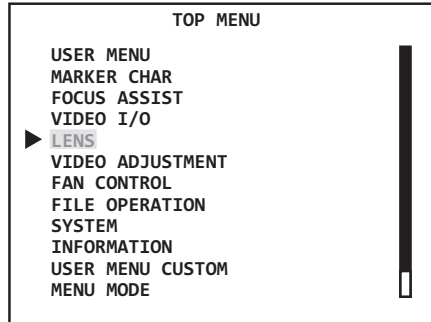 TOP MENU
USER MENU
MARKER CHAR
FOCUS ASSIST
VIDEO I/O
LENS
VIDEO ADJUSTMENT
FAN CONTROL
FILE OPERATION
SYSTEM
INFORMATION
USER MENU CUSTOM
MENU MODE